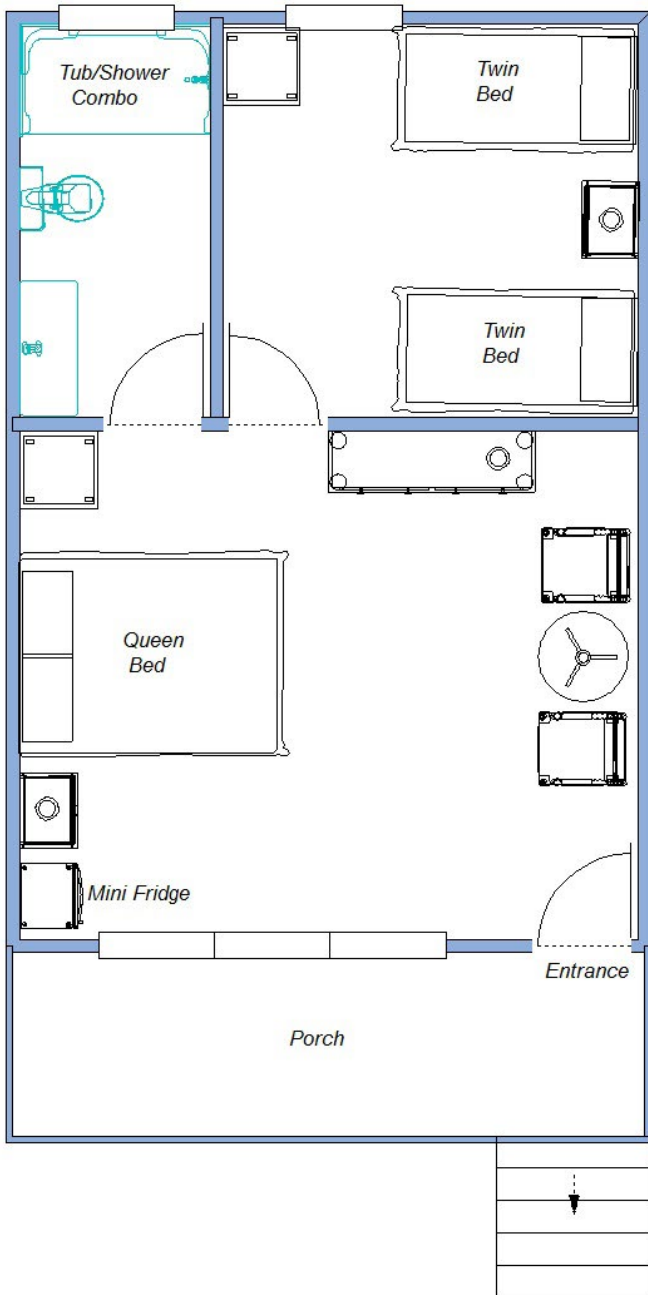 Tub/Shower
Combo
Twin
Bed
Twin
Bed
Queen
Bed
Mini Fridge
Entrance
Porch